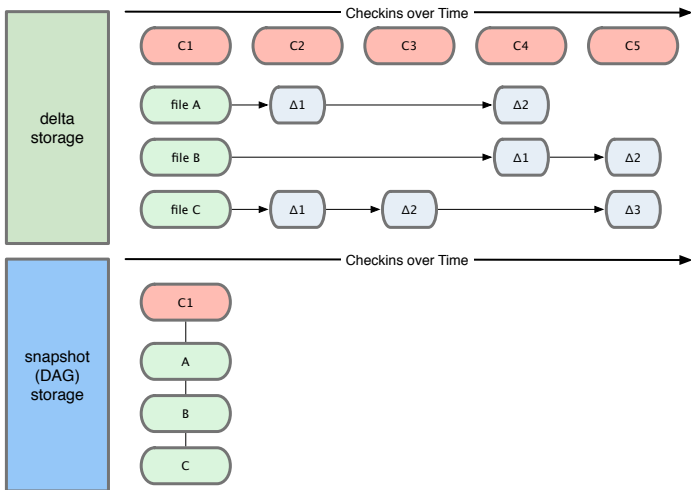 Checkins over Time
C1 C2 C3 C4 C5
delta
storage
file A Δ1 Δ2
file B Δ1 Δ2
file C Δ1 Δ2 Δ3
Checkins over Time
snapshot
(DAG)
storage
C1
A
B
C